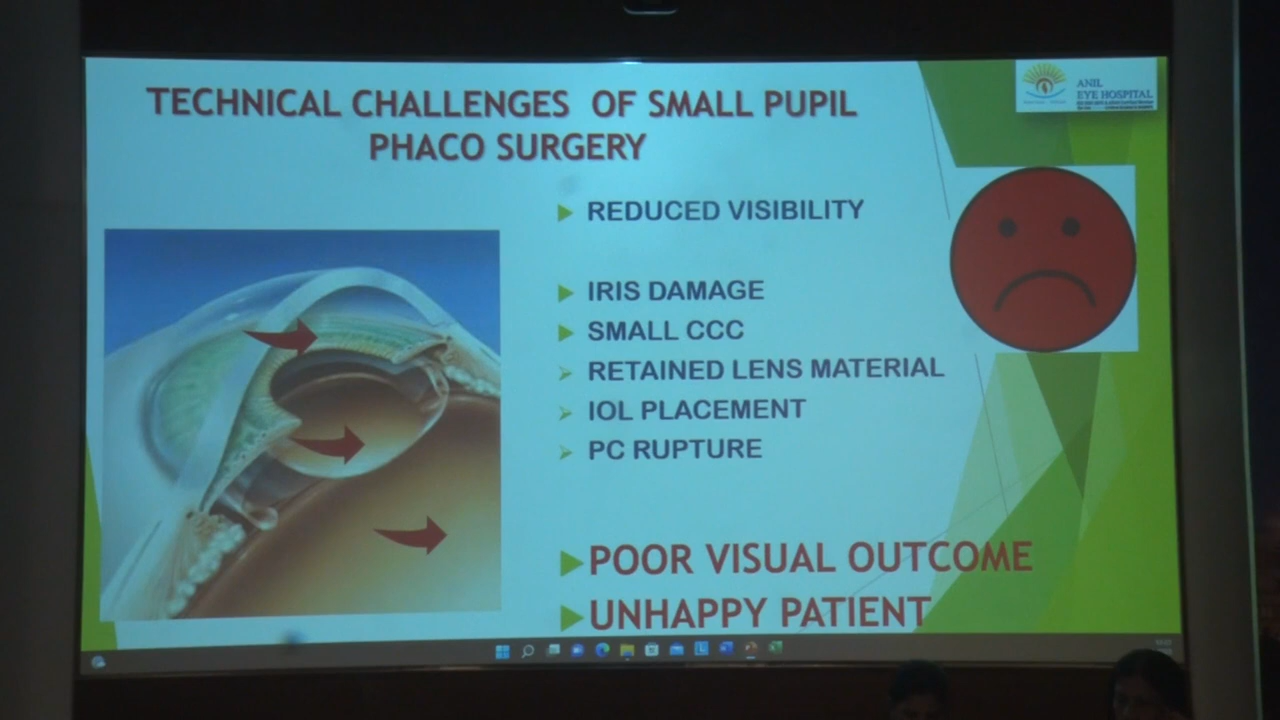 TECHNICAL CHALLENGES OF SMALL PUPIL
PHACO SURGERY
ANIL
EYE HOSPITAL
REDUCED VISIBILITY
IRIS DAMAGE
SMALL CCC
RETAINED LENS MATERIAL
IOL PLACEMENT
PC RUPTURE
POOR VISUAL OUTCOME
UNHAPPY PATIENT